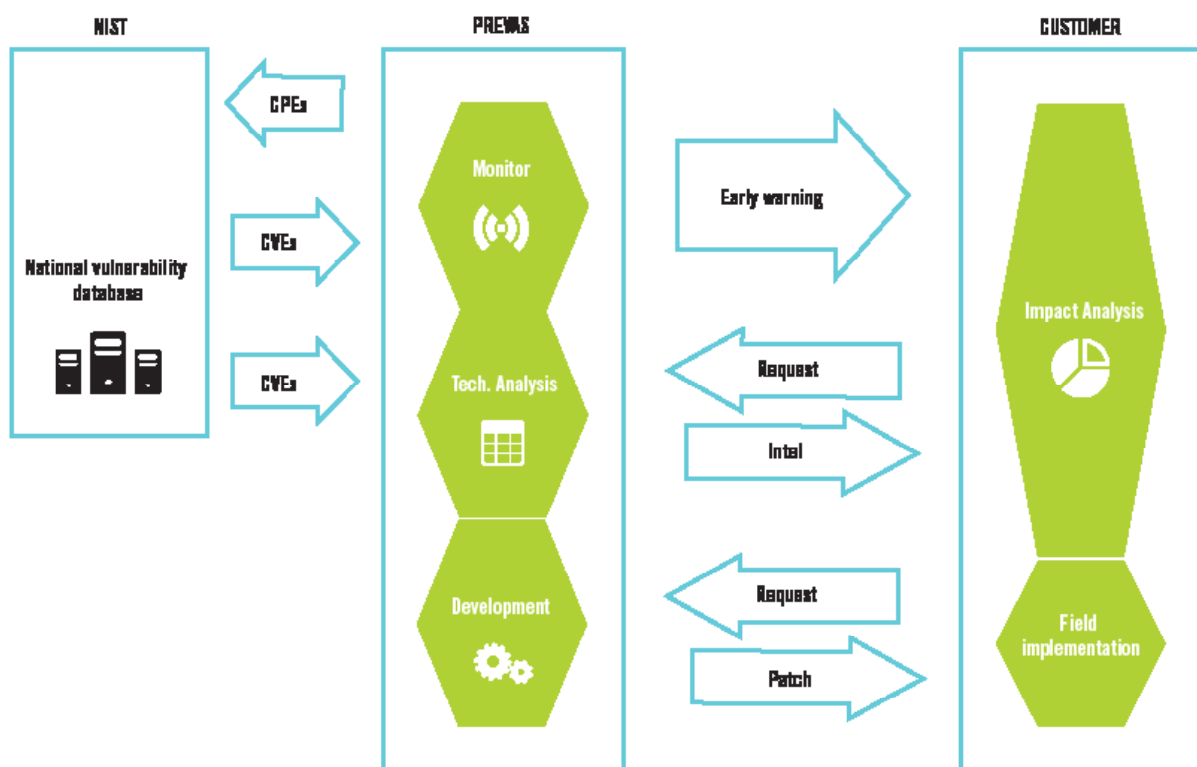 NIST
PREVAS
CUSTOMER
CPEs
Monitor
Early warning
CVEs
National vulnerability
database
Impact Analysis
Request
CVEs
Tech. Analysis
Intel
Request
Development
Field
implementation
Patch